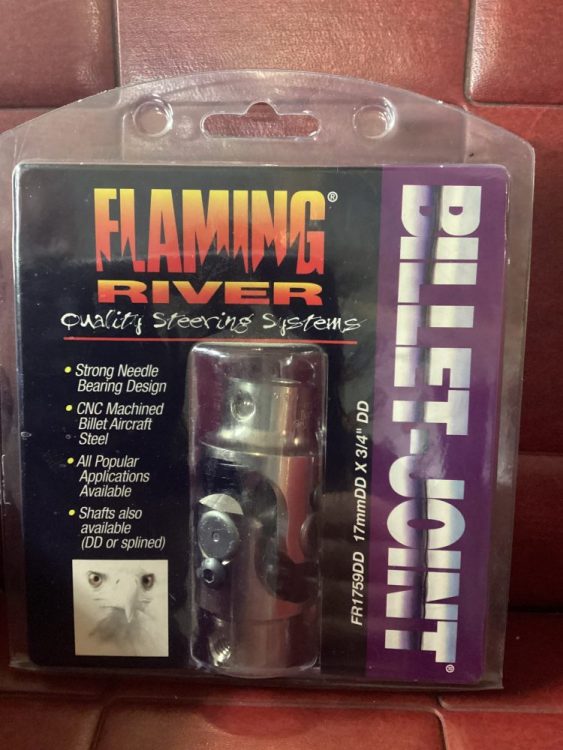 FLAMING®
RIVER
Quality Steering Systems
• Strong Needle
Bearing Design
• CNC Machined
Billet Aircraft
Steel
• All Popular
Applications
Available
• Shafts also
available
(DD or splined)
FR1759DD 17mmDD X 3/4" DD
BILLET-JOINT®